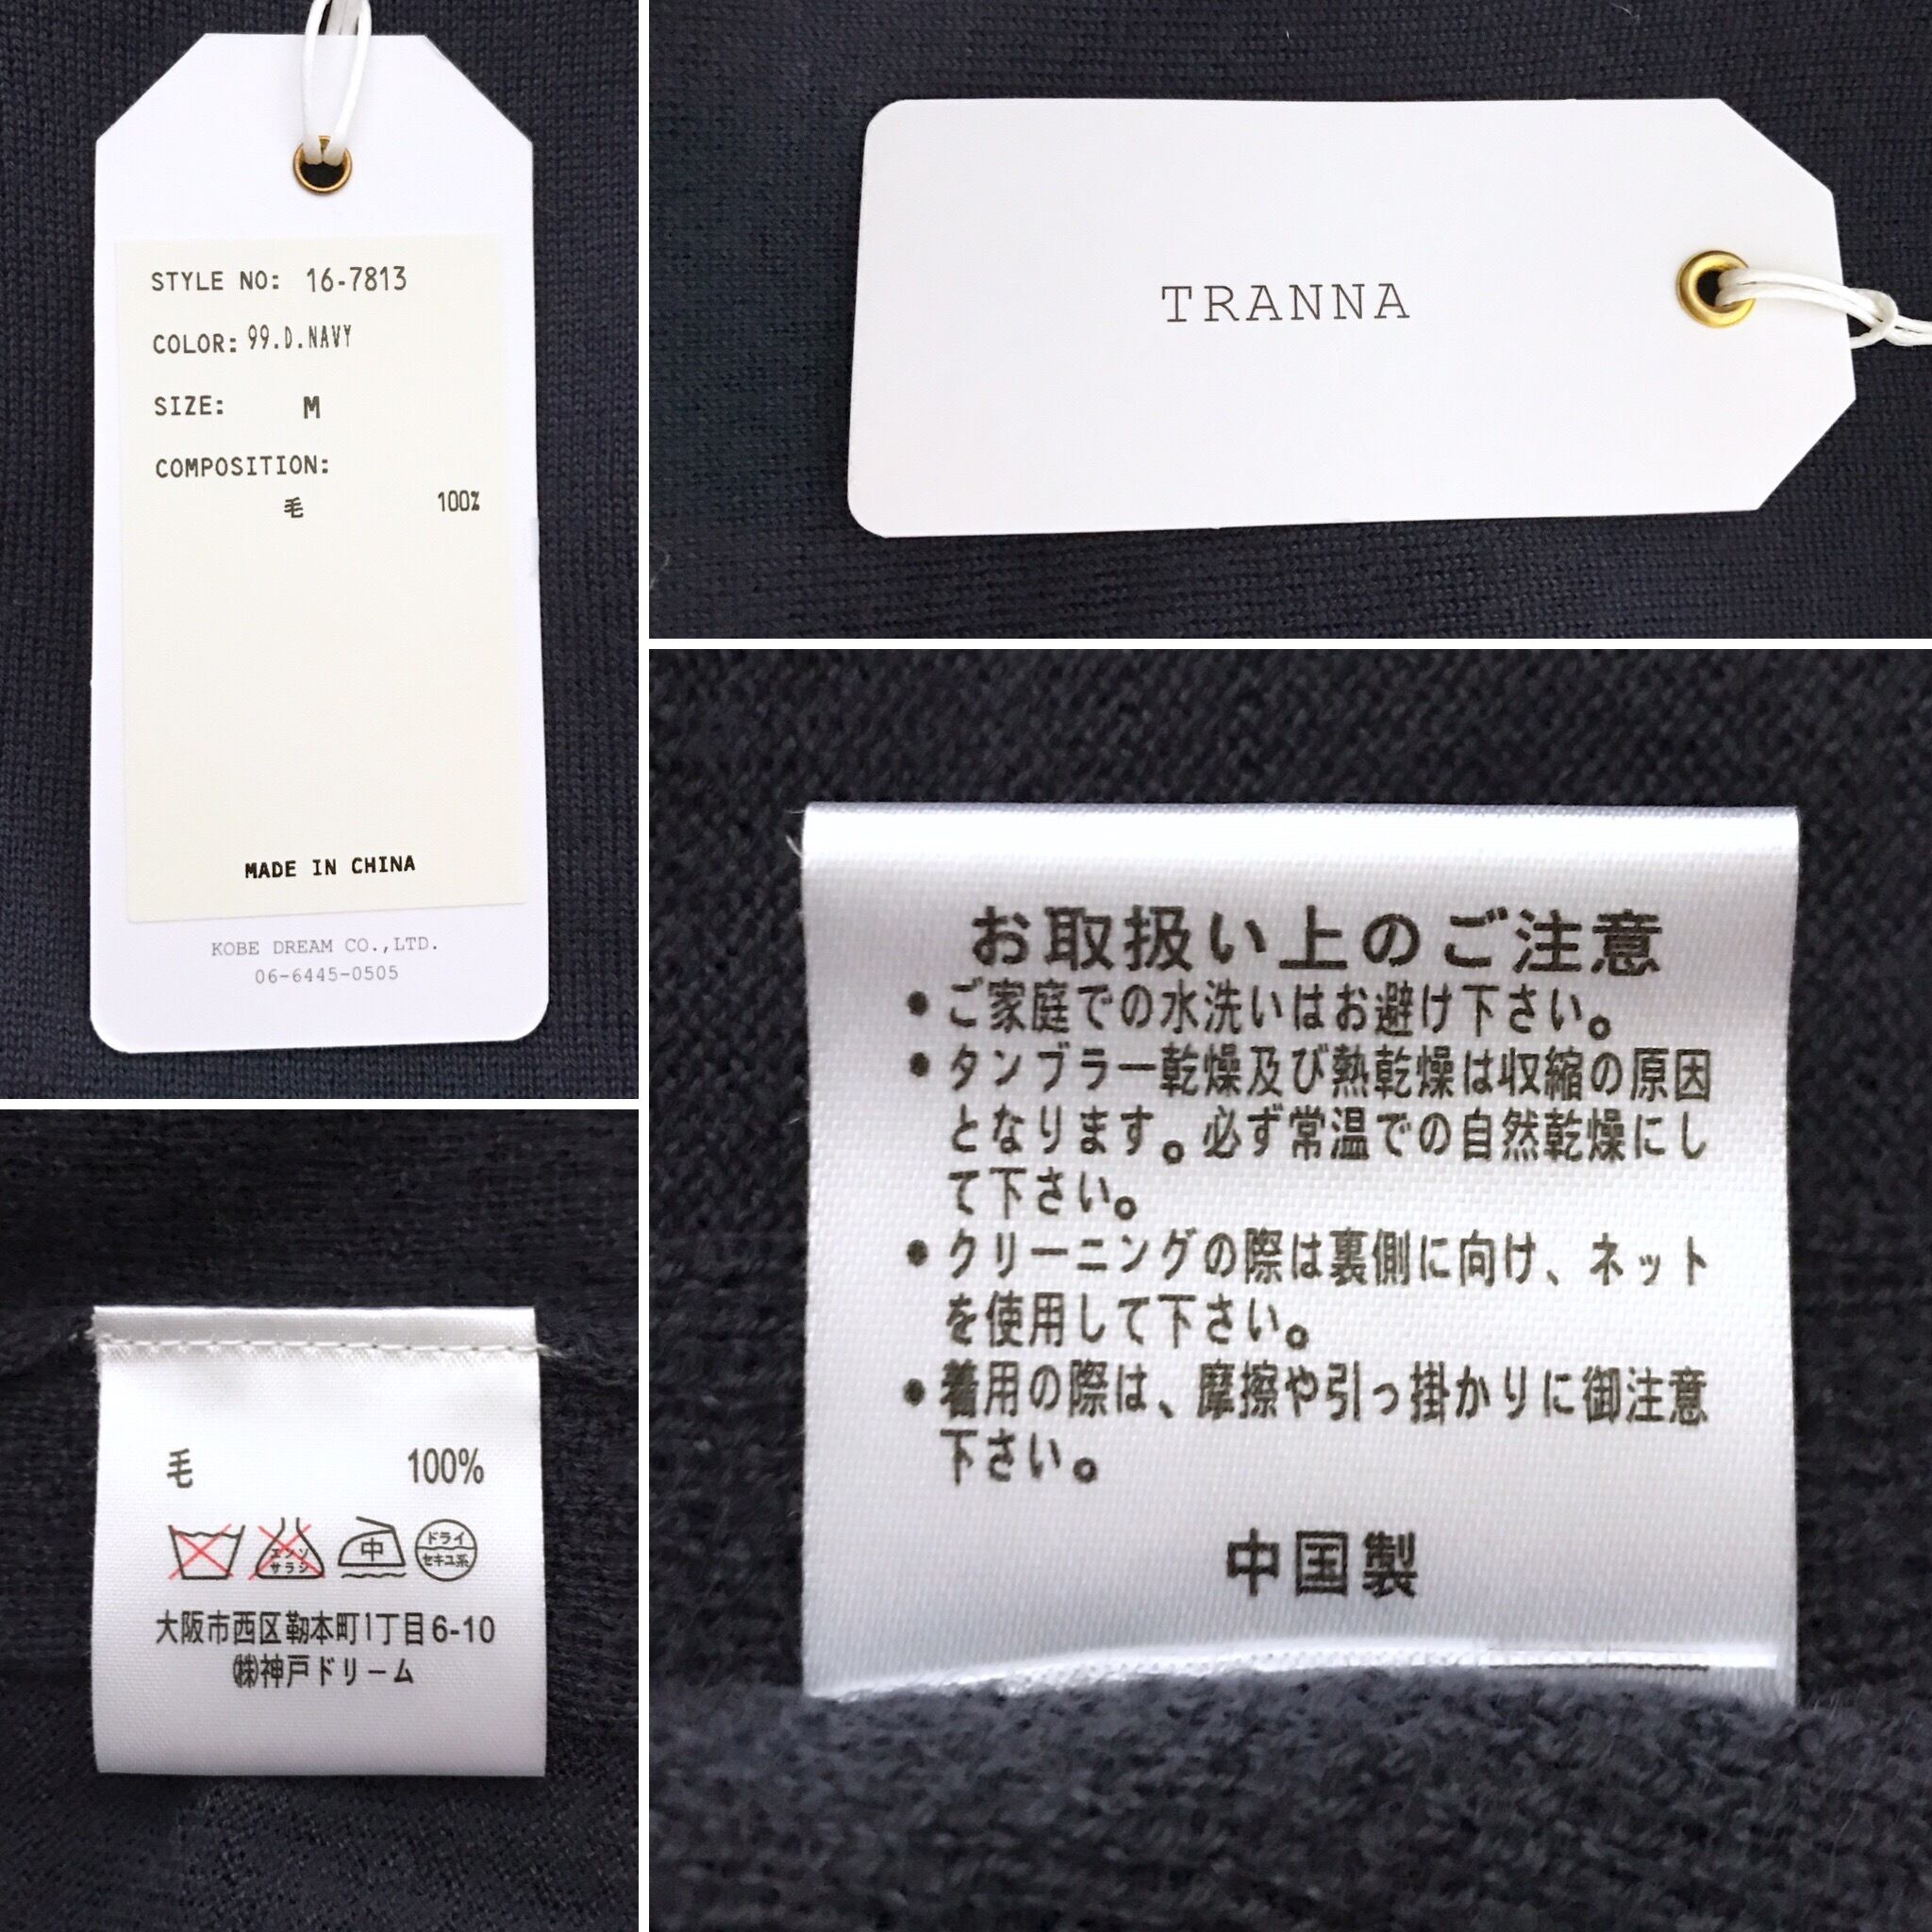 STYLE NO: 16-7813
COLOR: 99.D.NAVY
SIZE: M
COMPOSITION:
毛 100%
MADE IN CHINA
KOBE DREAM CO.,LTD.
06-6445-0505
TRANNA
毛 100%
エンソ
サラシ
中
ドライ
セキユ系
大阪市西区靭本町1丁目6-10
㈱神戸ドリーム
お取扱い上のご注意
•ご家庭での水洗いはお避け下さい。
•タンブラー乾燥及び熱乾燥は収縮の原因
となります。必ず常温での自然乾燥にし
て下さい。
•クリーニングの際は裏側に向け、ネット
を使用して下さい。
•着用の際は、摩擦や引っ掛かりに御注意
下さい。
中国製